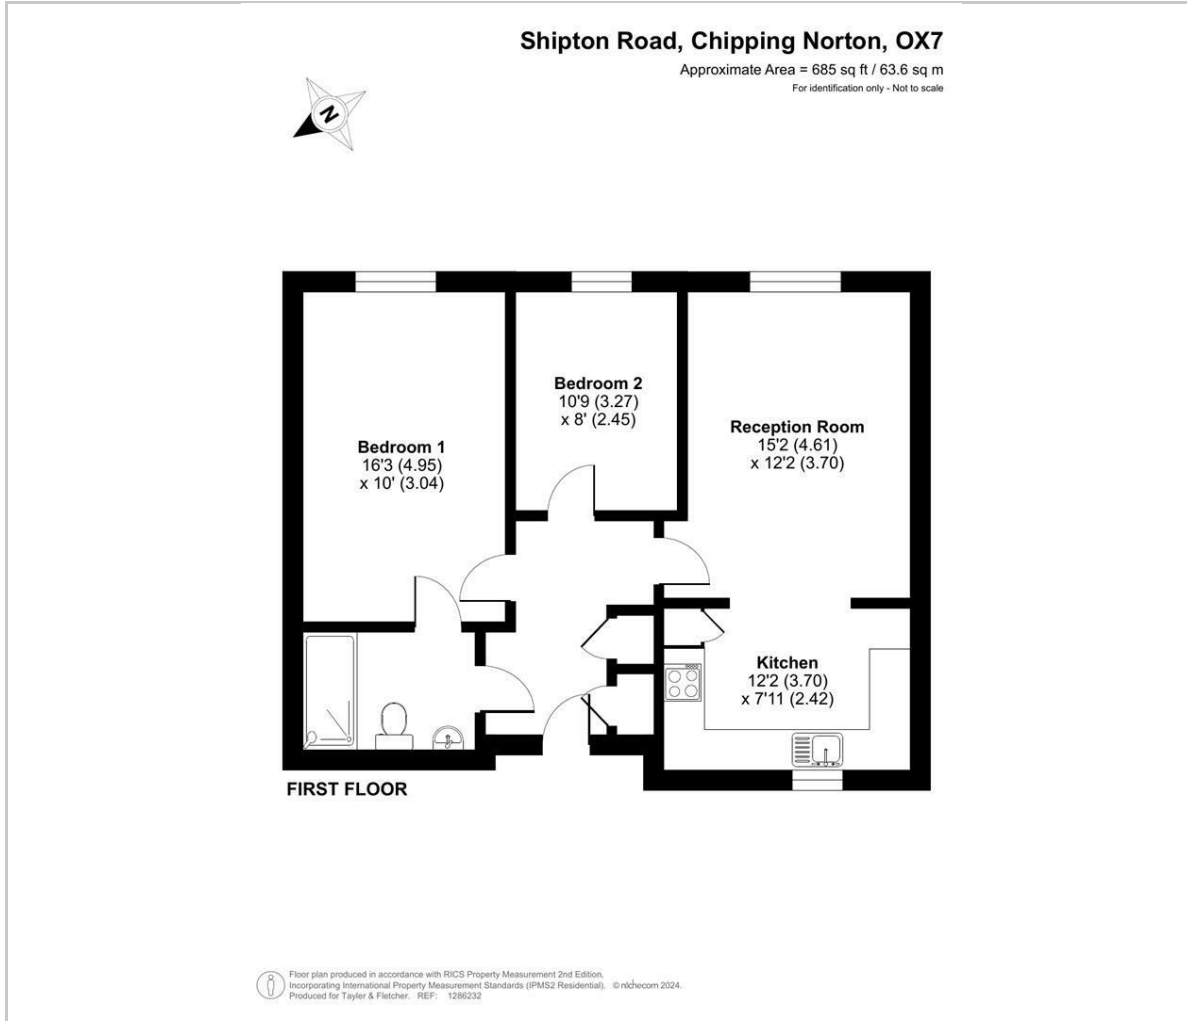 Shipton Road, Chipping Norton, OX7
Approximate Area = 685 sq ft / 63.6 sq m
For identification only - Not to scale
N
Bedroom 2
10'9 (3.27)
x 8' (2.45)
Reception Room
15'2 (4.61)
x 12'2 (3.70)
Bedroom 1
16'3 (4.95)
x 10' (3.04)
Kitchen
12'2 (3.70)
x 7'11 (2.42)
FIRST FLOOR
Floor plan produced in accordance with RICS Property Measurement 2nd Edition,
Incorporating International Property Measurement Standards (IPMS2 Residential). © nichecom 2024.
Produced for Tayler & Fletcher. REF: 1286232